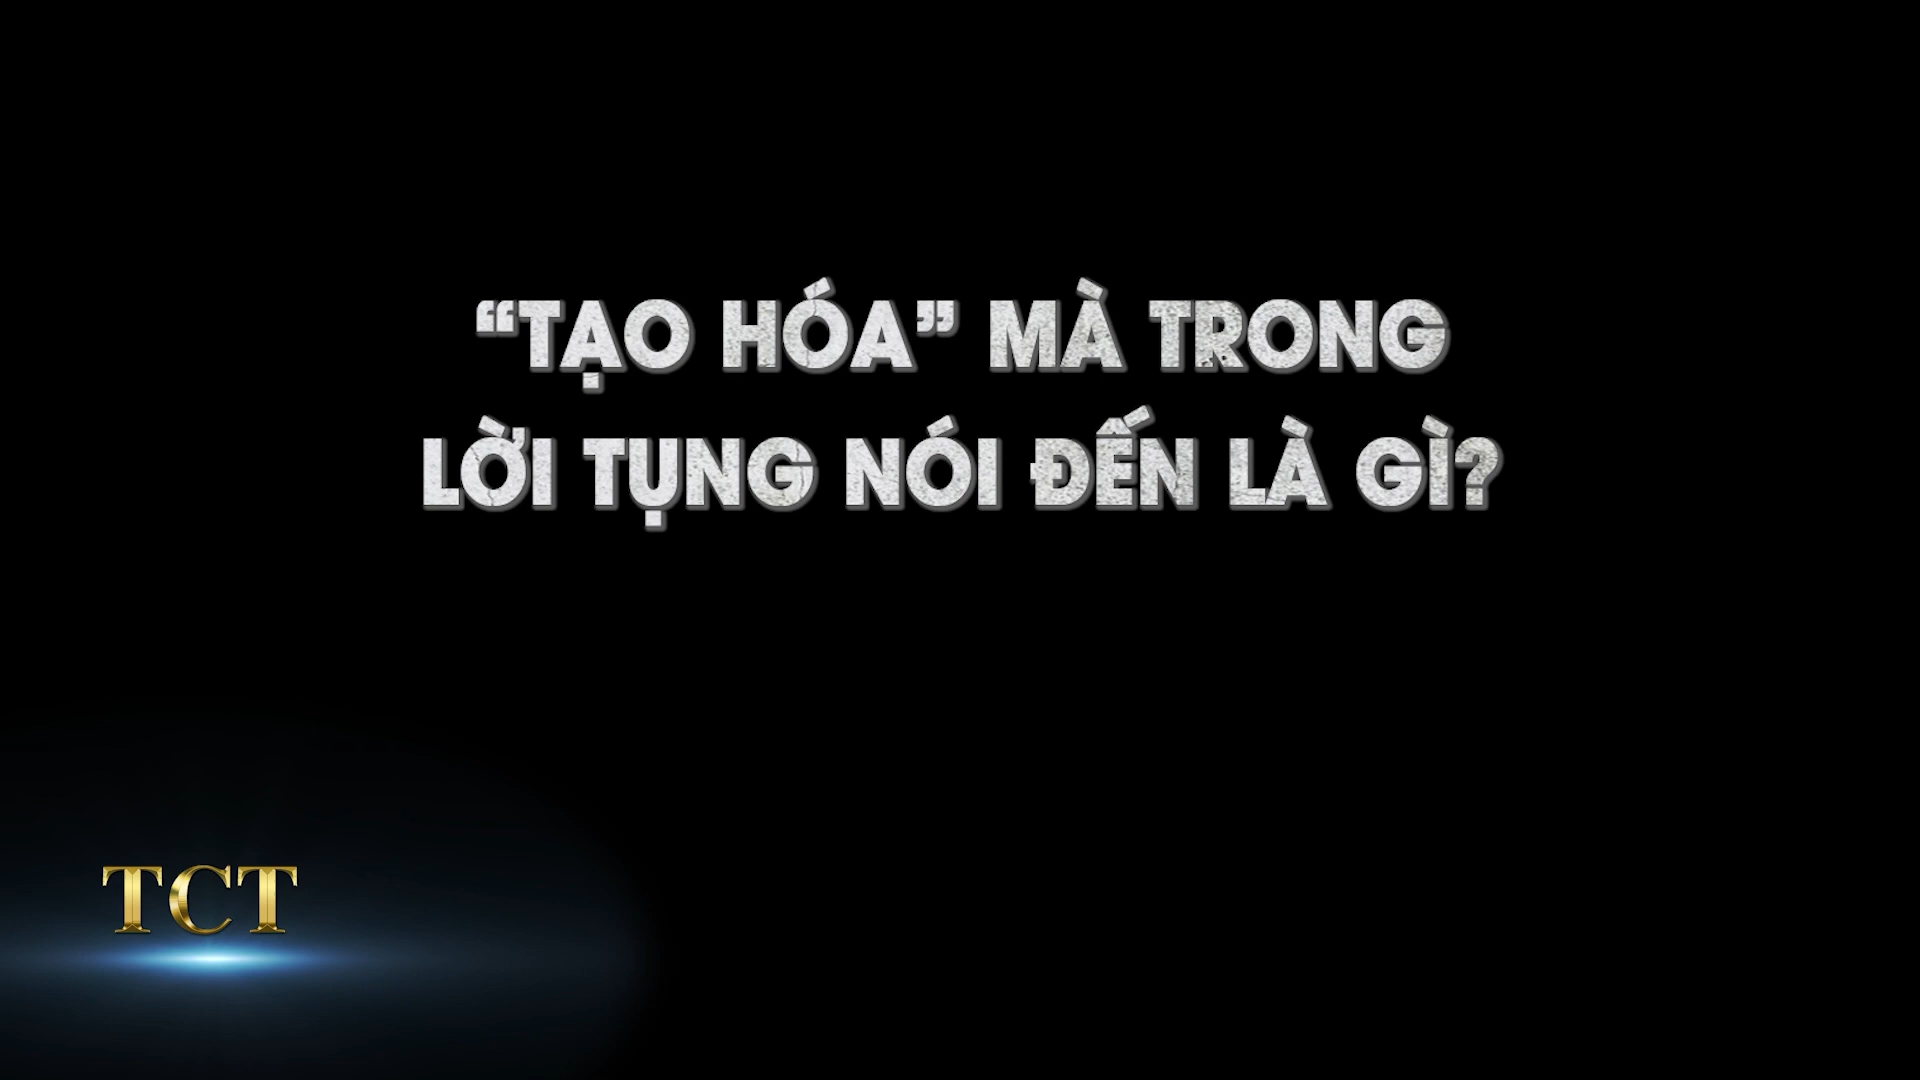 “TẠO HÓA” MÀ TRONG
LỜI TỤNG NÓI ĐẾN LÀ GÌ?
TCT